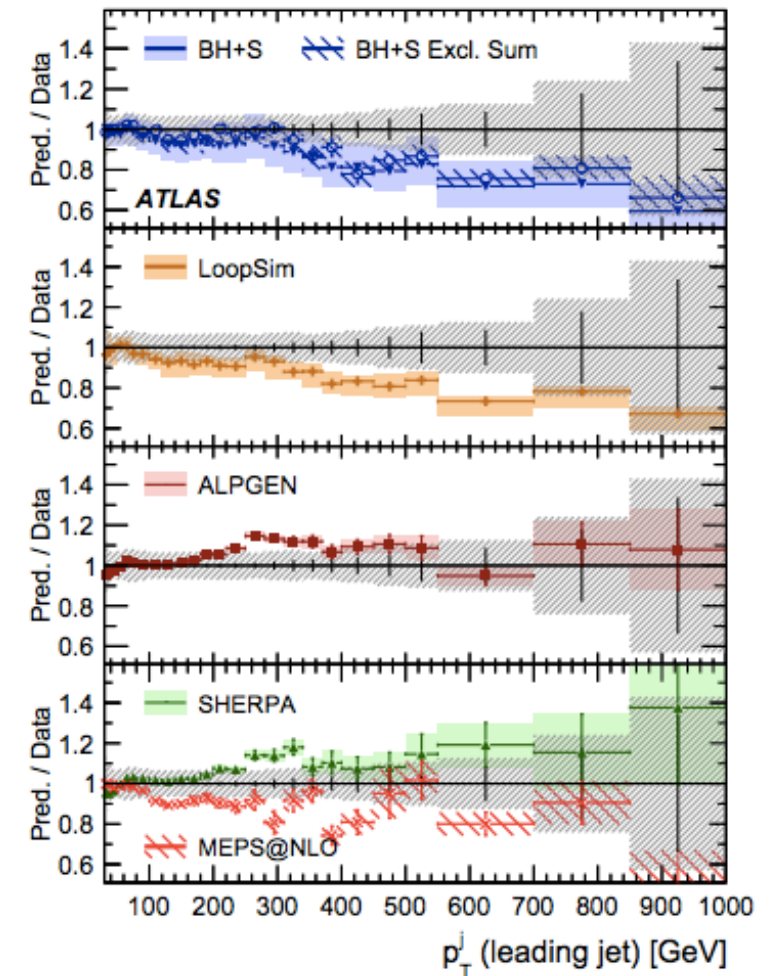 Pred. / Data
1.4
1.2
1
0.8
0.6
BH+S
BH+S Excl. Sum
ATLAS
Pred. / Data
1.4
1.2
1
0.8
0.6
LoopSim
Pred. / Data
1.4
1.2
1
0.8
0.6
ALPGEN
Pred. / Data
1.4
1.2
1
0.8
0.6
SHERPA
MEPS@NLO
100 200 300 400 500 600 700 800 900 1000
p_T^j (leading jet) [GeV]